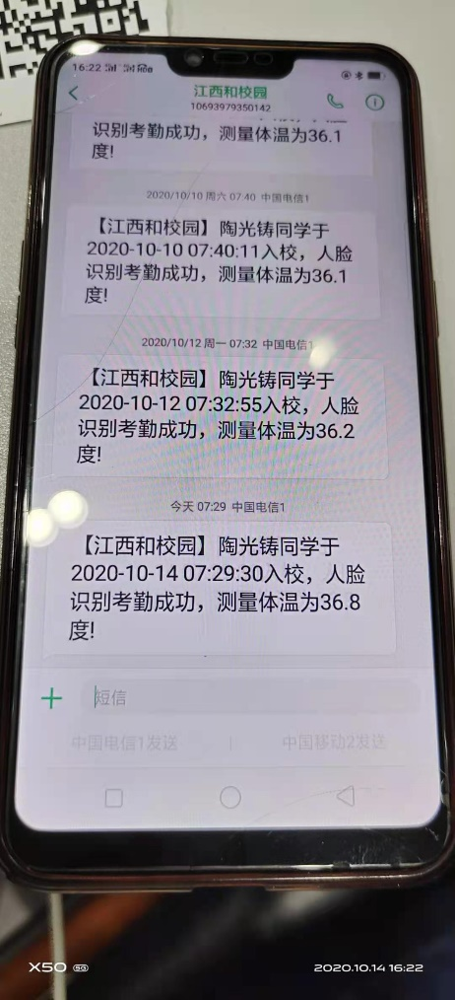 16:22
江西和校园
10693979350142
识别考勤成功，测量体温为36.1
度!
2020/10/10 周六 07:40 中国电信1
【江西和校园】陶光铸同学于
2020-10-10 07:40:11入校，人脸
识别考勤成功，测量体温为36.1
度!
2020/10/12 周一 07:32 中国电信1
【江西和校园】陶光铸同学于
2020-10-12 07:32:55入校，人脸
识别考勤成功，测量体温为36.2
度!
今天 07:29 中国电信1
【江西和校园】陶光铸同学于
2020-10-14 07:29:30入校，人脸
识别考勤成功，测量体温为36.8
度!
短信
中国电信1发送 | 中国移动2发送
X50 5G
2020.10.14 16:22